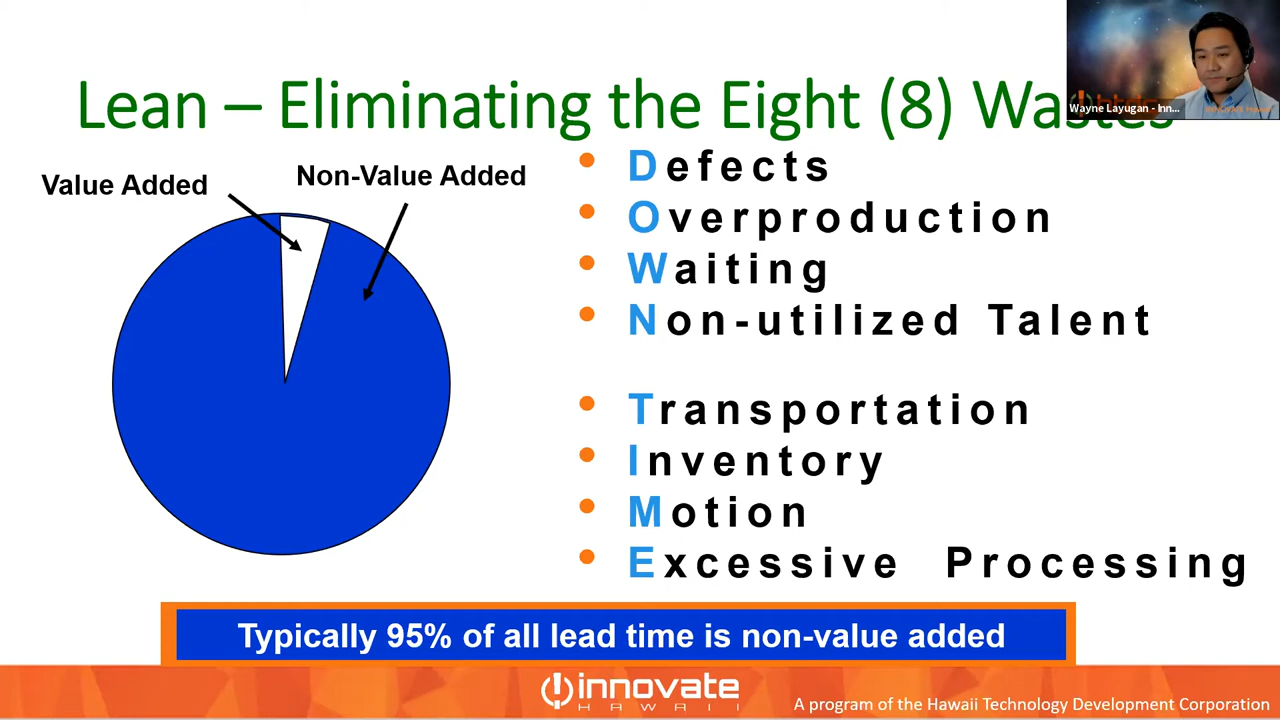 Lean – Eliminating the Eight (8) Wastes
Wayne Layugan - Inn...
Value Added
Non-Value Added
• Defects
• Overproduction
• Waiting
• Non-utilized Talent
• Transportation
• Inventory
• Motion
• Excessive Processing
Typically 95% of all lead time is non-value added
innovate
HAWAII
A program of the Hawaii Technology Development Corporation